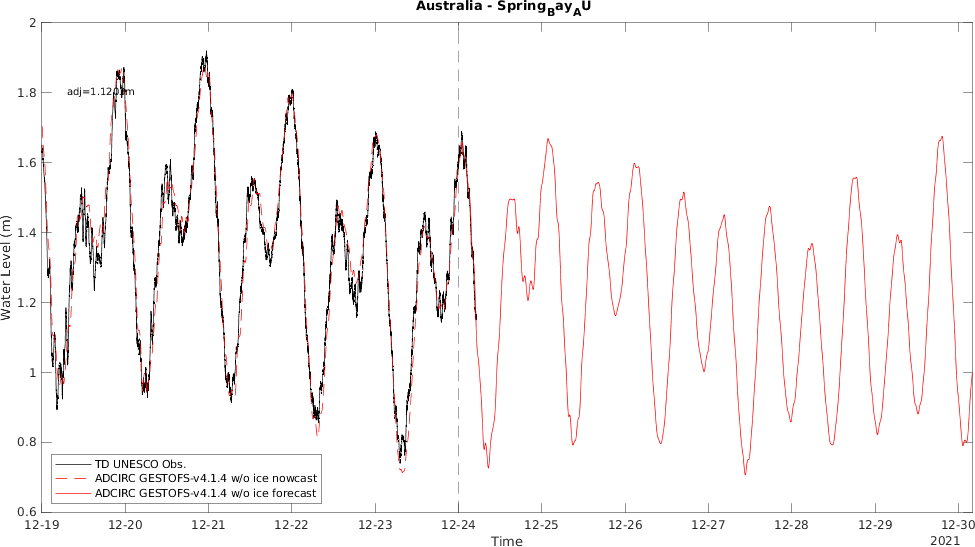 Australia - SpringBayAU
2
1.8
1.6
1.4
1.2
1
0.8
0.6
Water Level (m)
adj=1.1202m
TD UNESCO Obs.
ADCIRC GESTOFS-v4.1.4 w/o ice nowcast
ADCIRC GESTOFS-v4.1.4 w/o ice forecast
12-19 12-20 12-21 12-22 12-23 12-24 12-25 12-26 12-27 12-28 12-29 12-30
Time
2021